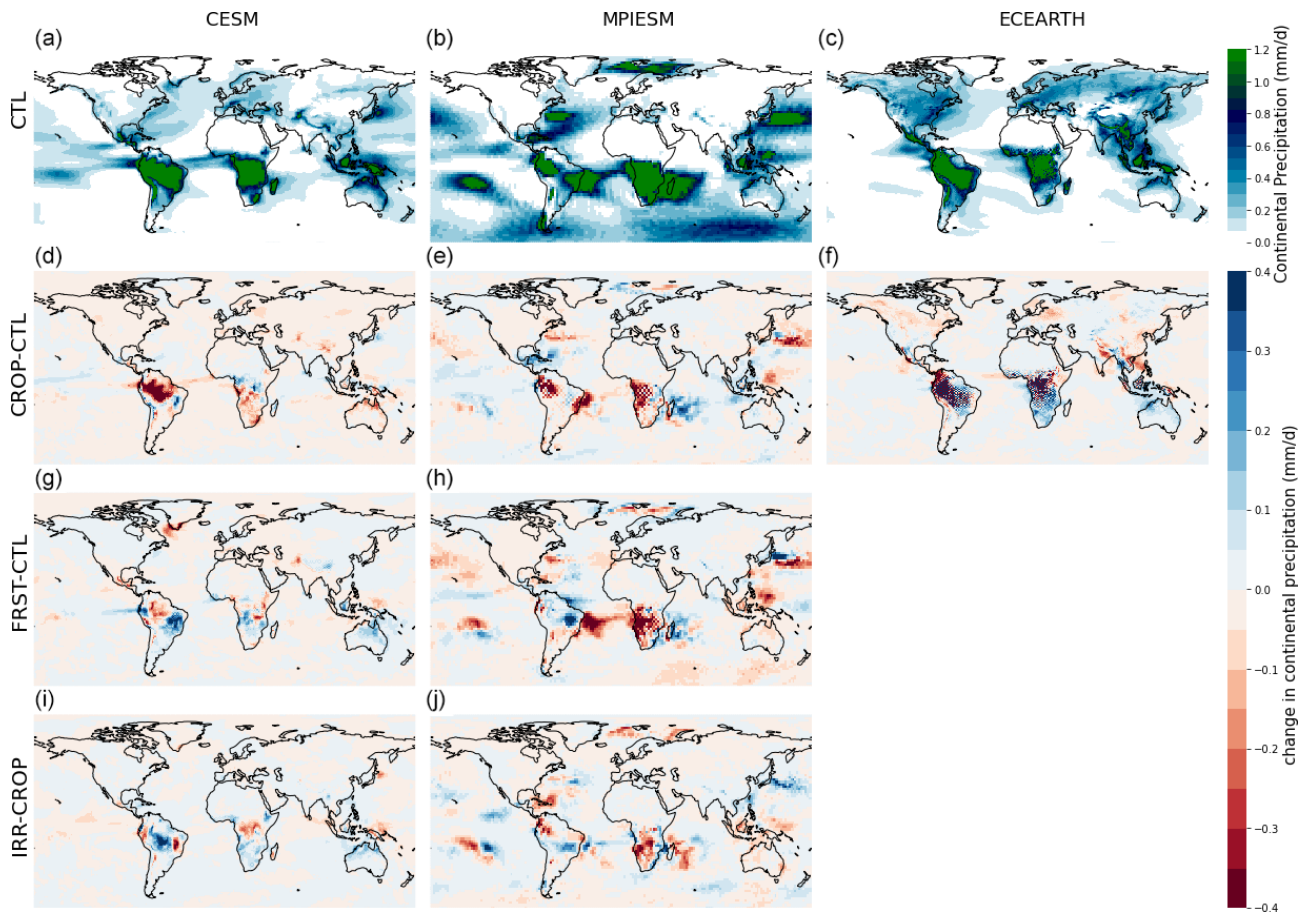 CESM MPIESM ECEARTH
(a) (b) (c)
CTL
1.2
1.0
0.8
0.6
0.4
0.2
0.0
Continental Precipitation (mm/d)
(d) (e) (f)
CROP-CTL
(g) (h)
FRST-CTL
(i) (j)
IRR-CROP
0.4
0.3
0.2
0.1
0.0
−0.1
−0.2
−0.3
−0.4
change in continental precipitation (mm/d)